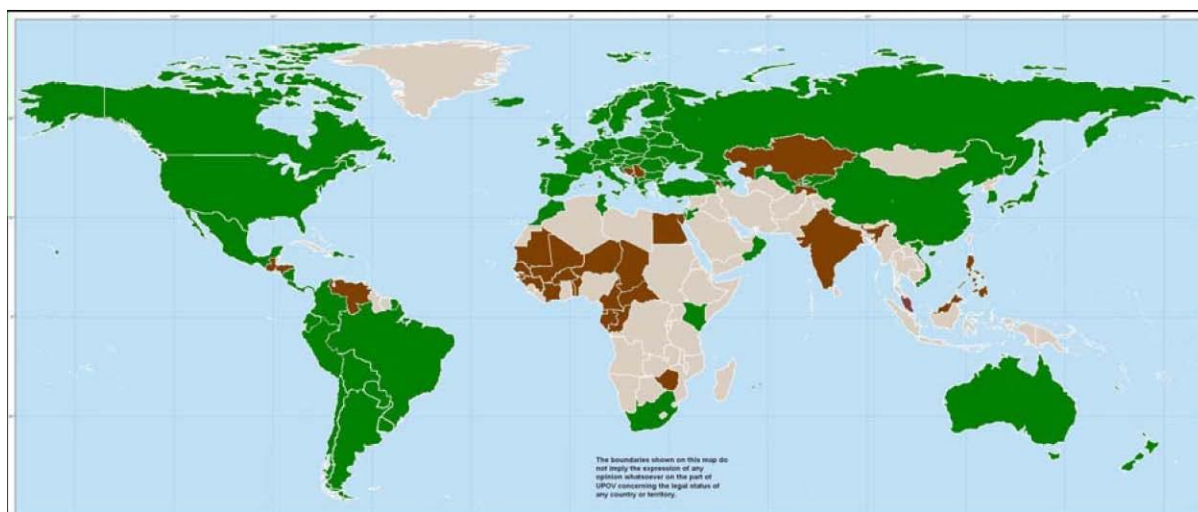 The boundaries shown on this map do
not imply the expression of any
opinion whatsoever on the part of
UPOV concerning the legal status of
any country or territory.